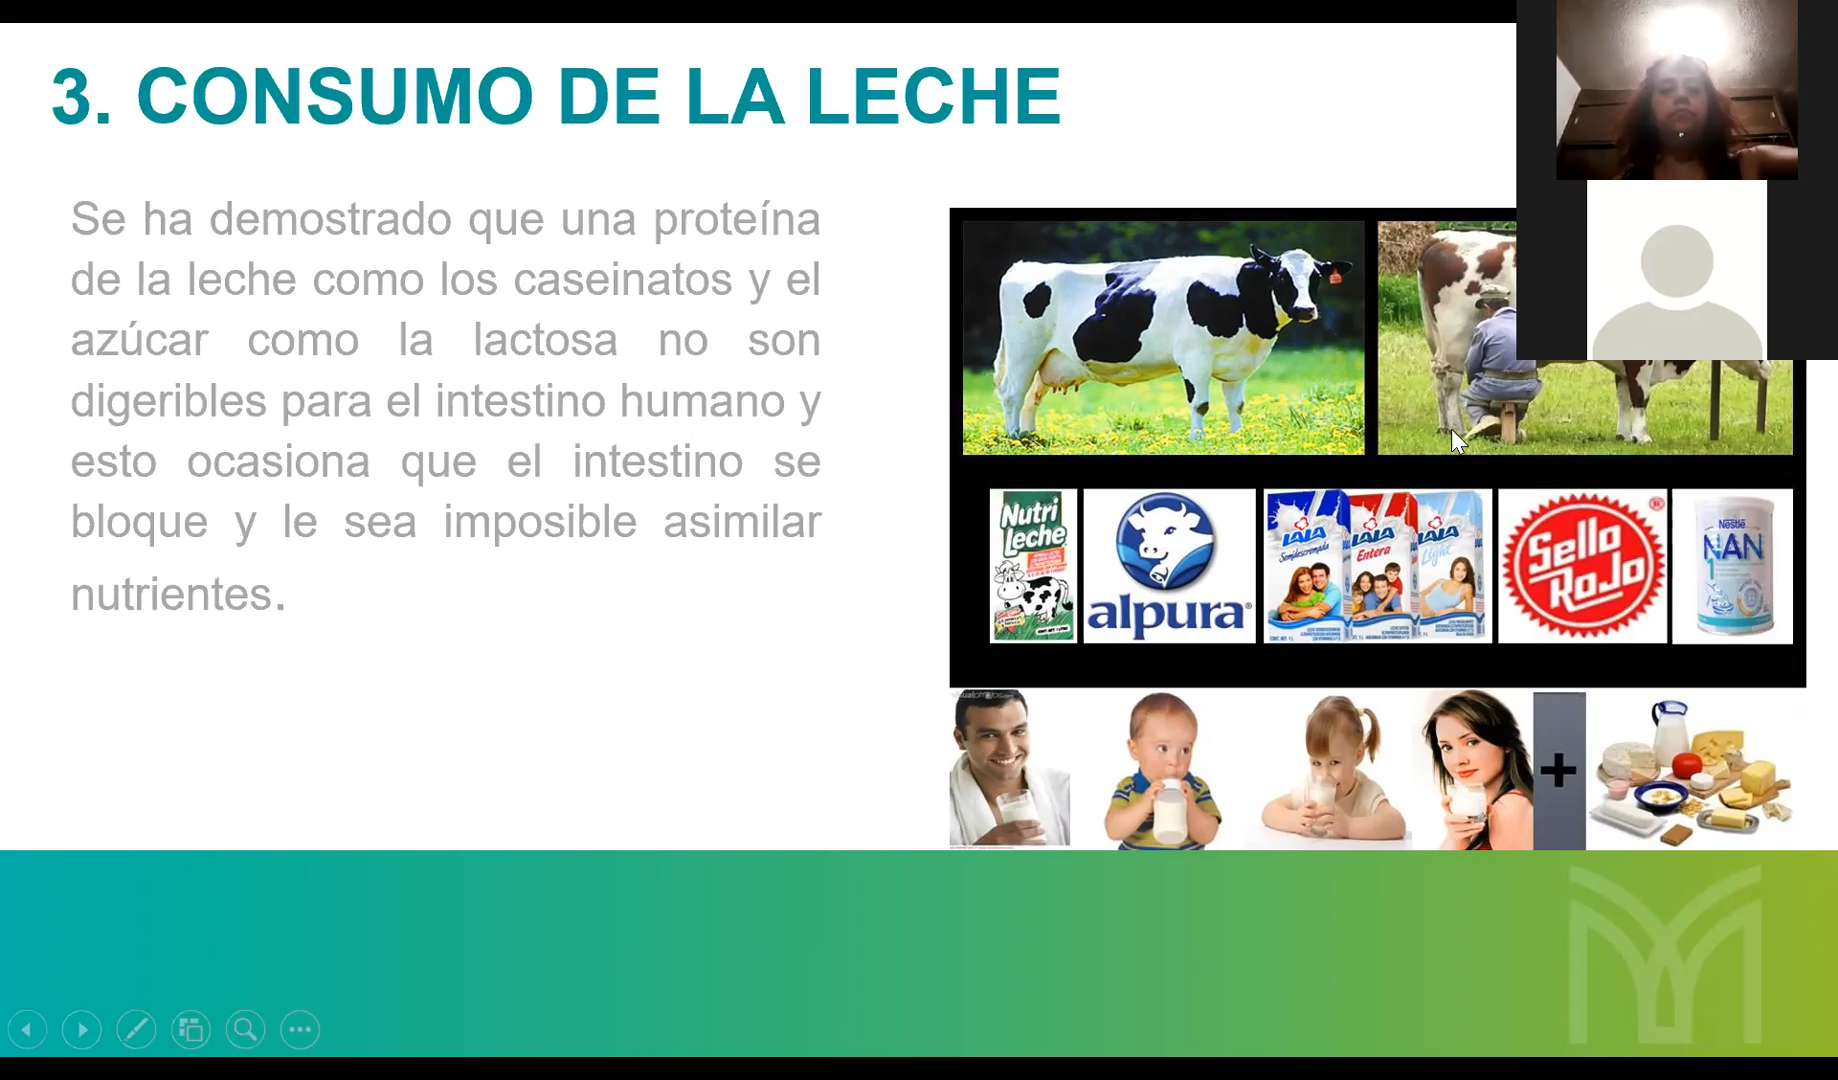 3. CONSUMO DE LA LECHE
Se ha demostrado que una proteína
de la leche como los caseinatos y el
azúcar como la lactosa no son
digeribles para el intestino humano y
esto ocasiona que el intestino se
bloque y le sea imposible asimilar
nutrientes.
Nutri
Leche
alpura
LALA
Semidescremada
LALA
Entera
LALA
Light
Sello
Rojo
Nestlé
NAN
1
+